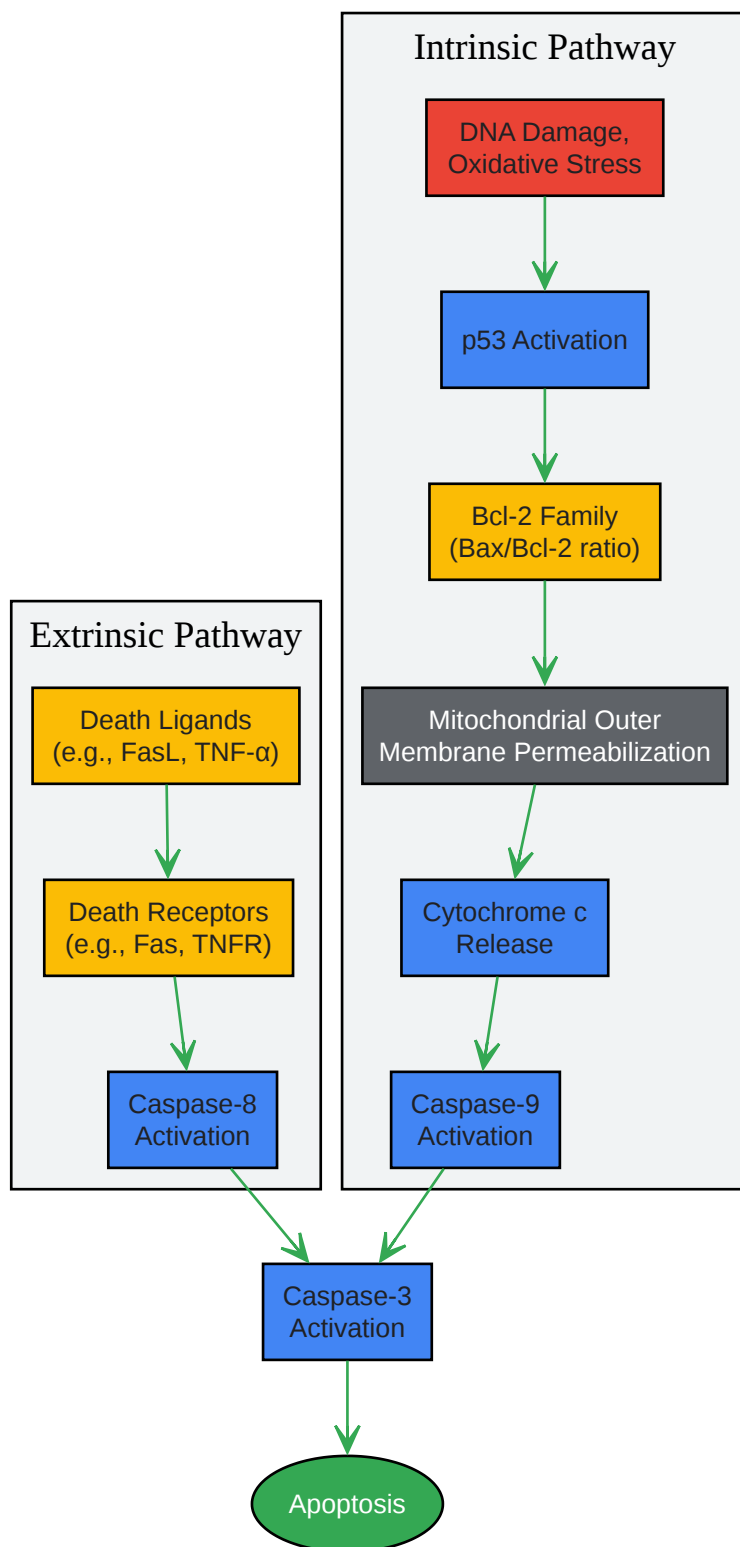 Intrinsic Pathway
DNA Damage,
Oxidative Stress
p53 Activation
Bcl-2 Family
(Bax/Bcl-2 ratio)
Mitochondrial Outer
Membrane Permeabilization
Cytochrome c
Release
Caspase-9
Activation
Extrinsic Pathway
Death Ligands
(e.g., FasL, TNF-α)
Death Receptors
(e.g., Fas, TNFR)
Caspase-8
Activation
Caspase-3
Activation
Apoptosis